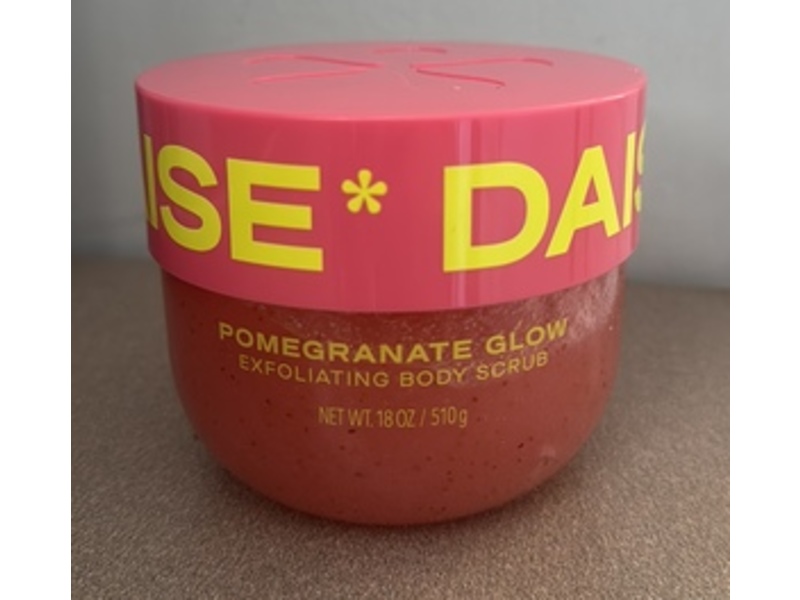 ISE* DAIS
POMEGRANATE GLOW
EXFOLIATING BODY SCRUB
NET WT. 18 OZ / 510 g